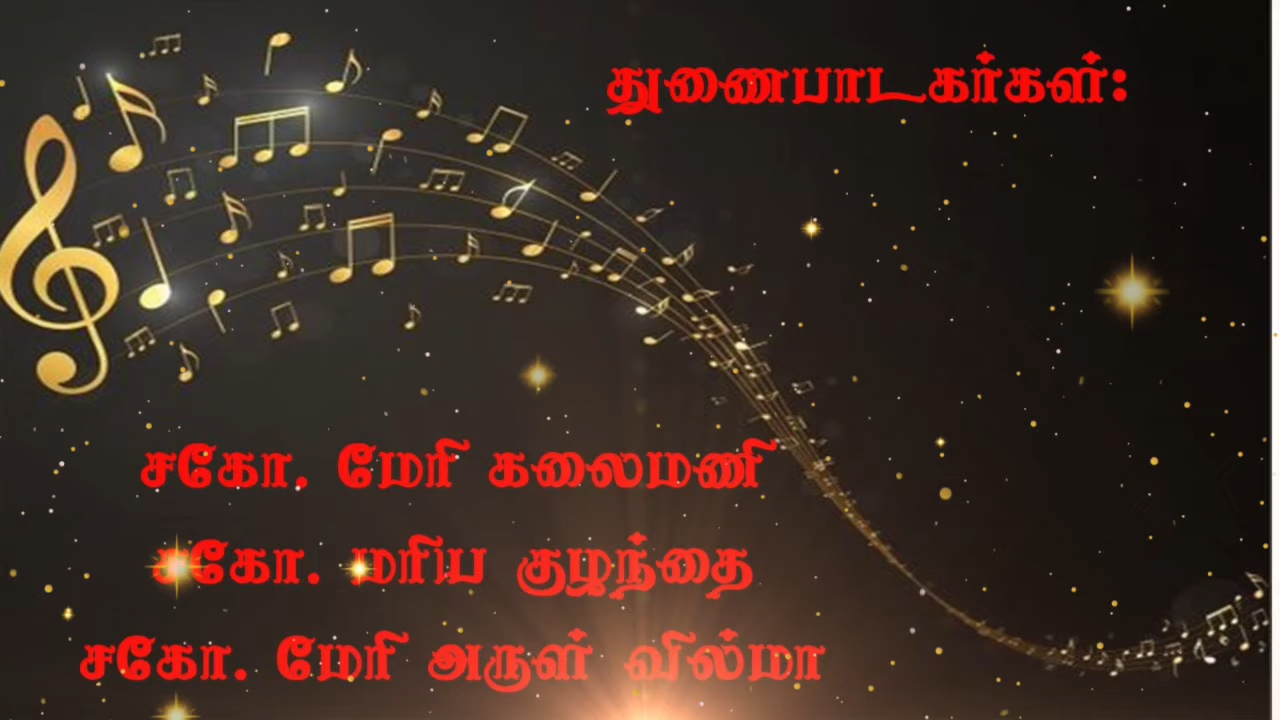 துணைபாடகர்கள்:
சகோ. மேரி கலைமணி
சகோ. மரிய குழந்தை
சகோ. மேரி அருள் வில்மா